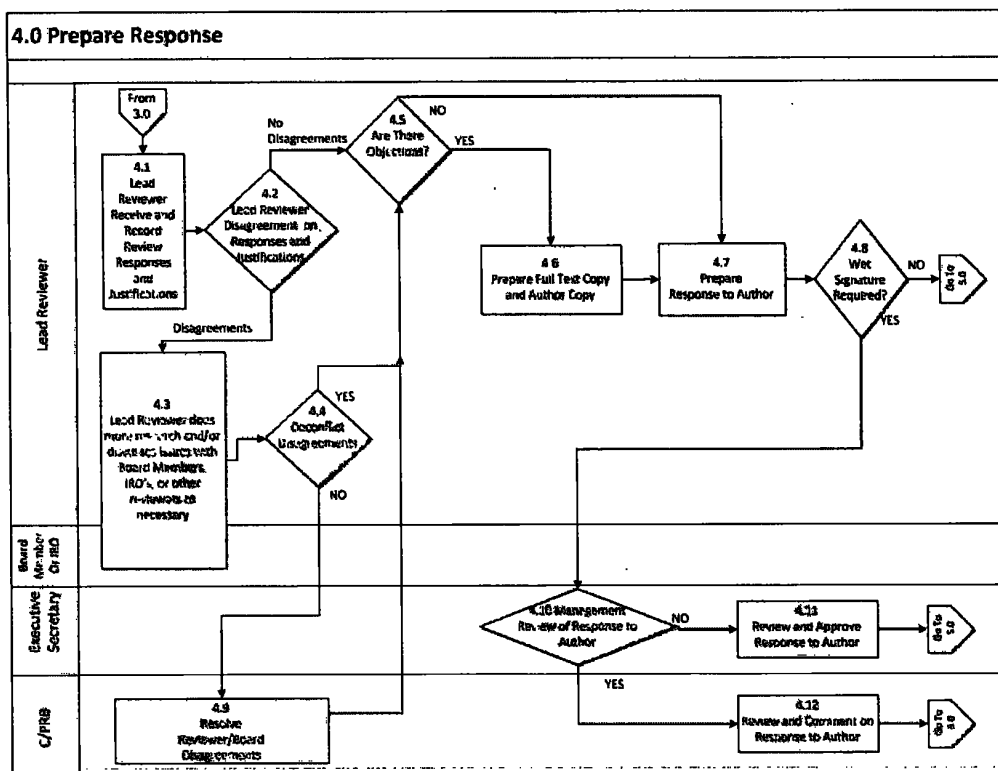 4.0 Prepare Response
Lead Reviewer
From
3.0
4.1
Lead
Reviewer
Receive and
Record
Review
Responses
and
Justifications
4.2
Lead Reviewer
Disagreement on
Responses and
Justifications
No
Disagreements
Disagreements
4.3
Lead Reviewer does
more research and/or
discusses issues with
Board Members,
IRO's, or other
reviewers as
necessary
4.4
Deconflict
Disagreements
YES
NO
4.5
Are There
Objections?
NO
YES
4.6
Prepare Full Text Copy
and Author Copy
4.7
Prepare
Response to Author
4.8
Wet
Signature
Required?
NO
YES
Go To
5.0
Board
Member
Or IRO
Executive
Secretary
4.10 Management
Review of Response to
Author
NO
YES
4.11
Review and Approve
Response to Author
Go To
5.0
C/PRB
4.9
Resolve
Reviewer/Board
Disagreements
4.12
Review and Comment on
Response to Author
Go To